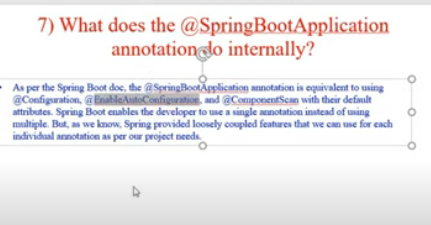 7) What does the @SpringBootApplication
annotation do internally?
As per the Spring Boot doc, the @SpringBootApplication annotation is equivalent to using
@Configuration, @EnableAutoConfiguration, and @ComponentScan with their default
attributes. Spring Boot enables the developer to use a single annotation instead of using
multiple. But, as we know, Spring provided loosely coupled features that we can use for each
individual annotation as per our project needs.